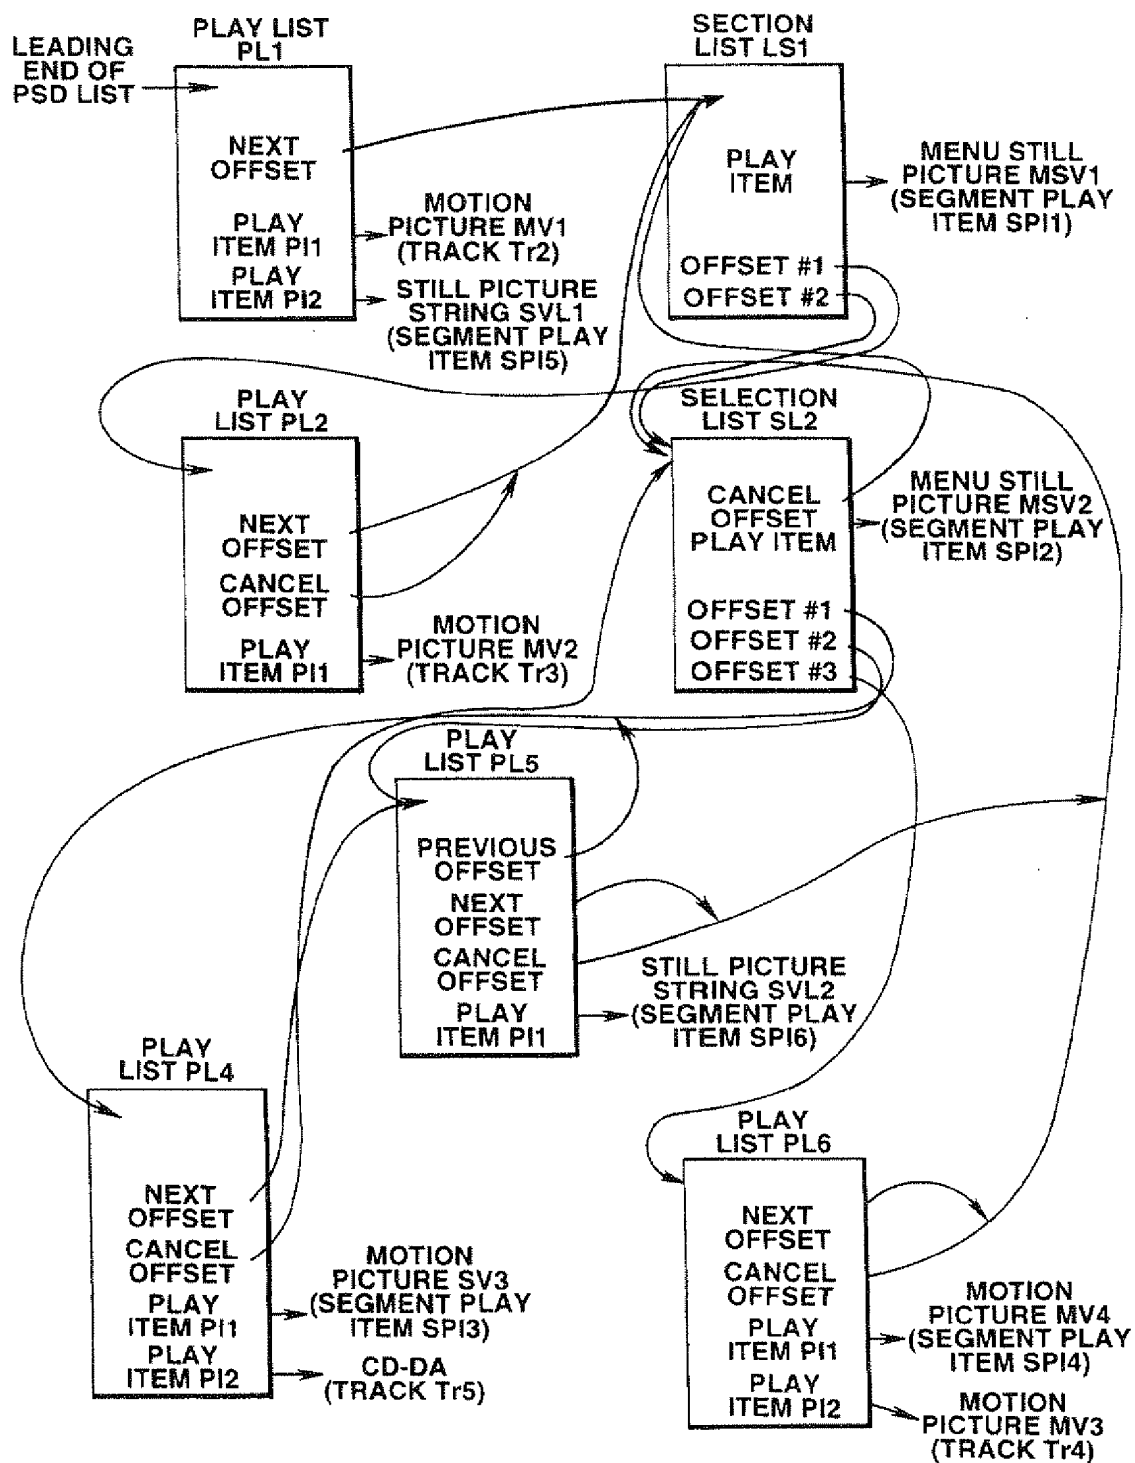 PLAY LIST
PL1
LEADING
END OF
PSD LIST
NEXT
OFFSET
PLAY
ITEM PI1
PLAY
ITEM PI2
MOTION
PICTURE MV1
(TRACK Tr2)
STILL PICTURE
STRING SVL1
(SEGMENT PLAY
ITEM SPI5)
SECTION
LIST LS1
PLAY
ITEM
OFFSET #1
OFFSET #2
MENU STILL
PICTURE MSV1
(SEGMENT PLAY
ITEM SPI1)
PLAY
LIST PL2
NEXT
OFFSET
CANCEL
OFFSET
PLAY
ITEM PI1
MOTION
PICTURE MV2
(TRACK Tr3)
SELECTION
LIST SL2
CANCEL
OFFSET
PLAY ITEM
OFFSET #1
OFFSET #2
OFFSET #3
MENU STILL
PICTURE MSV2
(SEGMENT PLAY
ITEM SPI2)
PLAY
LIST PL5
PREVIOUS
OFFSET
NEXT
OFFSET
CANCEL
OFFSET
PLAY
ITEM PI1
STILL PICTURE
STRING SVL2
(SEGMENT PLAY
ITEM SPI6)
PLAY
LIST PL4
NEXT
OFFSET
CANCEL
OFFSET
PLAY
ITEM PI1
PLAY
ITEM PI2
MOTION
PICTURE SV3
(SEGMENT PLAY
ITEM SPI3)
CD-DA
(TRACK Tr5)
PLAY
LIST PL6
NEXT
OFFSET
CANCEL
OFFSET
PLAY
ITEM PI1
PLAY
ITEM PI2
MOTION
PICTURE MV4
(SEGMENT PLAY
ITEM SPI4)
MOTION
PICTURE MV3
(TRACK Tr4)